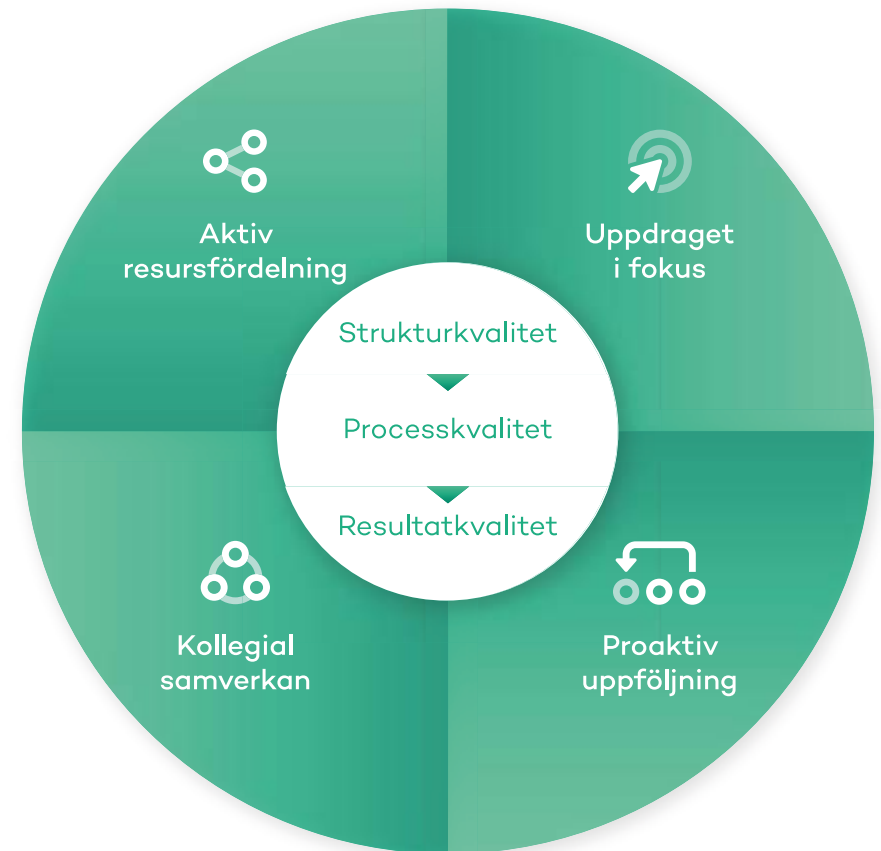 Aktiv
resursfördelning
Uppdraget
i fokus
Strukturkvalitet
Processkvalitet
Resultatkvalitet
Kollegial
samverkan
Proaktiv
uppföljning